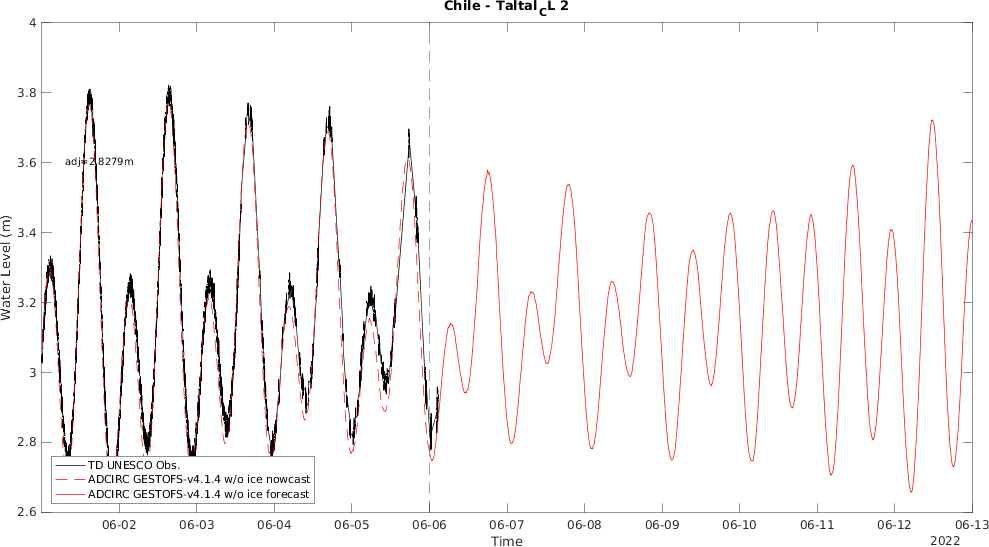 Chile - Taltal_CL 2
4
3.8
3.6
3.4
3.2
3
2.8
2.6
Water Level (m)
adj=2.8279m
TD UNESCO Obs.
ADCIRC GESTOFS-v4.1.4 w/o ice nowcast
ADCIRC GESTOFS-v4.1.4 w/o ice forecast
06-02 06-03 06-04 06-05 06-06 06-07 06-08 06-09 06-10 06-11 06-12 06-13
Time
2022